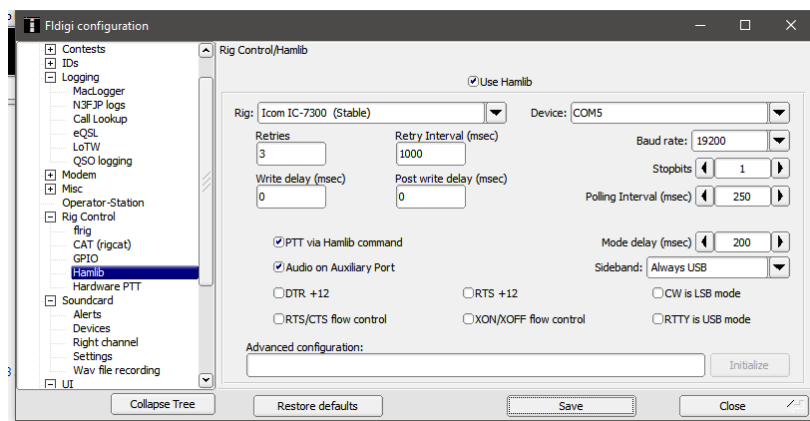 Fldigi configuration
Contests
IDs
Logging
MacLogger
N3FJP logs
Call Lookup
eQSL
LoTW
QSO logging
Modem
Misc
Operator-Station
Rig Control
flrig
CAT (rigcat)
GPIO
Hamlib
Hardware PTT
Soundcard
Alerts
Devices
Right channel
Settings
Wav file recording
UI
Collapse Tree
Rig Control/Hamlib
Use Hamlib
Rig: Icom IC-7300 (Stable) Device: COM5
Retries Retry Interval (msec) Baud rate: 19200
3 1000
Stopbits 1
Write delay (msec) Post write delay (msec)
0 0 Polling Interval (msec) 250
PTT via Hamlib command Mode delay (msec) 200
Audio on Auxiliary Port Sideband: Always USB
DTR +12 RTS +12 CW is LSB mode
RTS/CTS flow control XON/XOFF flow control RTTY is USB mode
Advanced configuration:
Initialize
Restore defaults Save Close